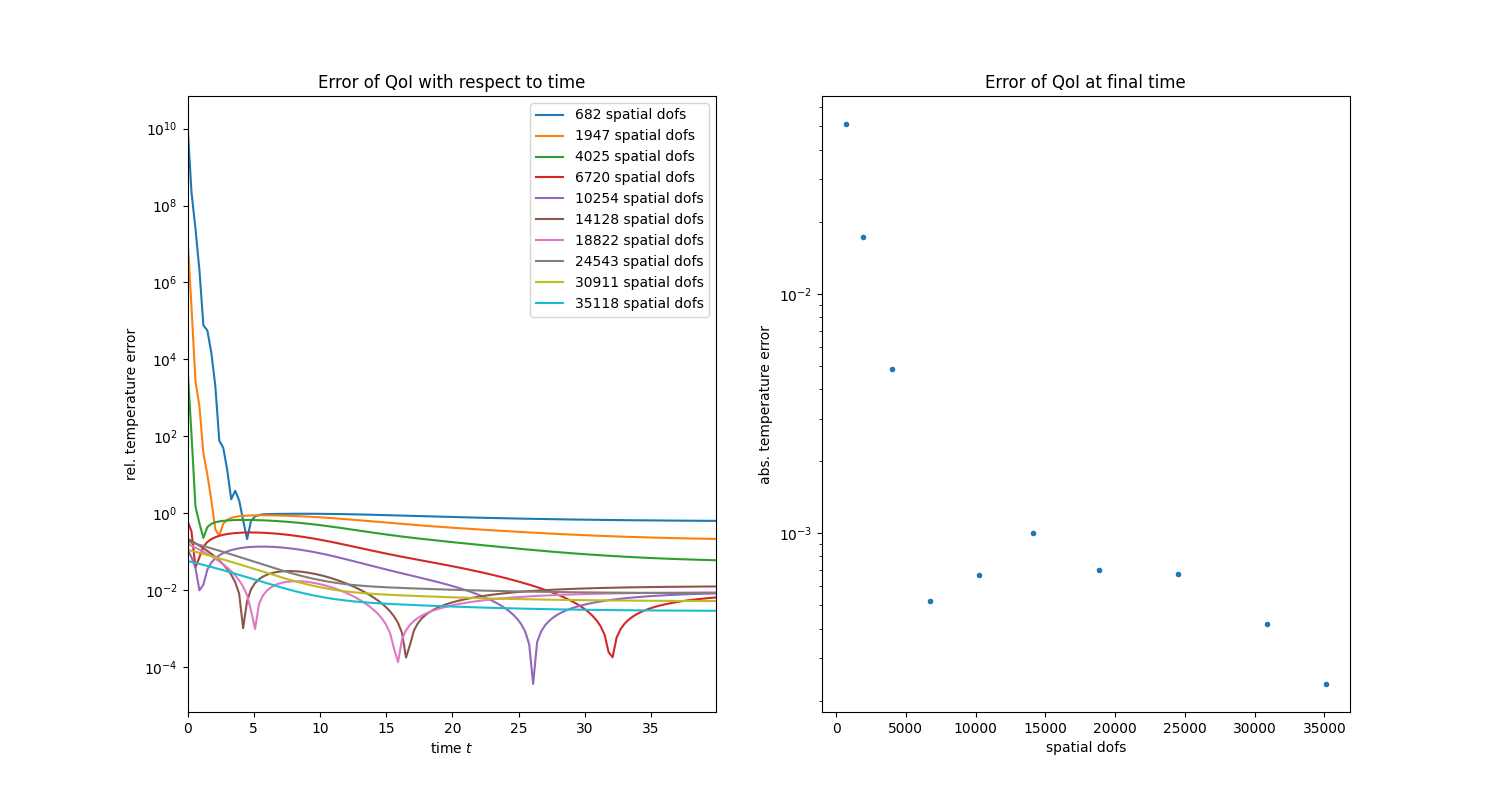 Error of QoI with respect to time
10^10
10^8
10^6
10^4
10^2
10^0
10^-2
10^-4
rel. temperature error
0 5 10 15 20 25 30 35
time t
682 spatial dofs
1947 spatial dofs
4025 spatial dofs
6720 spatial dofs
10254 spatial dofs
14128 spatial dofs
18822 spatial dofs
24543 spatial dofs
30911 spatial dofs
35118 spatial dofs
Error of QoI at final time
10^-2
10^-3
abs. temperature error
0 5000 10000 15000 20000 25000 30000 35000
spatial dofs